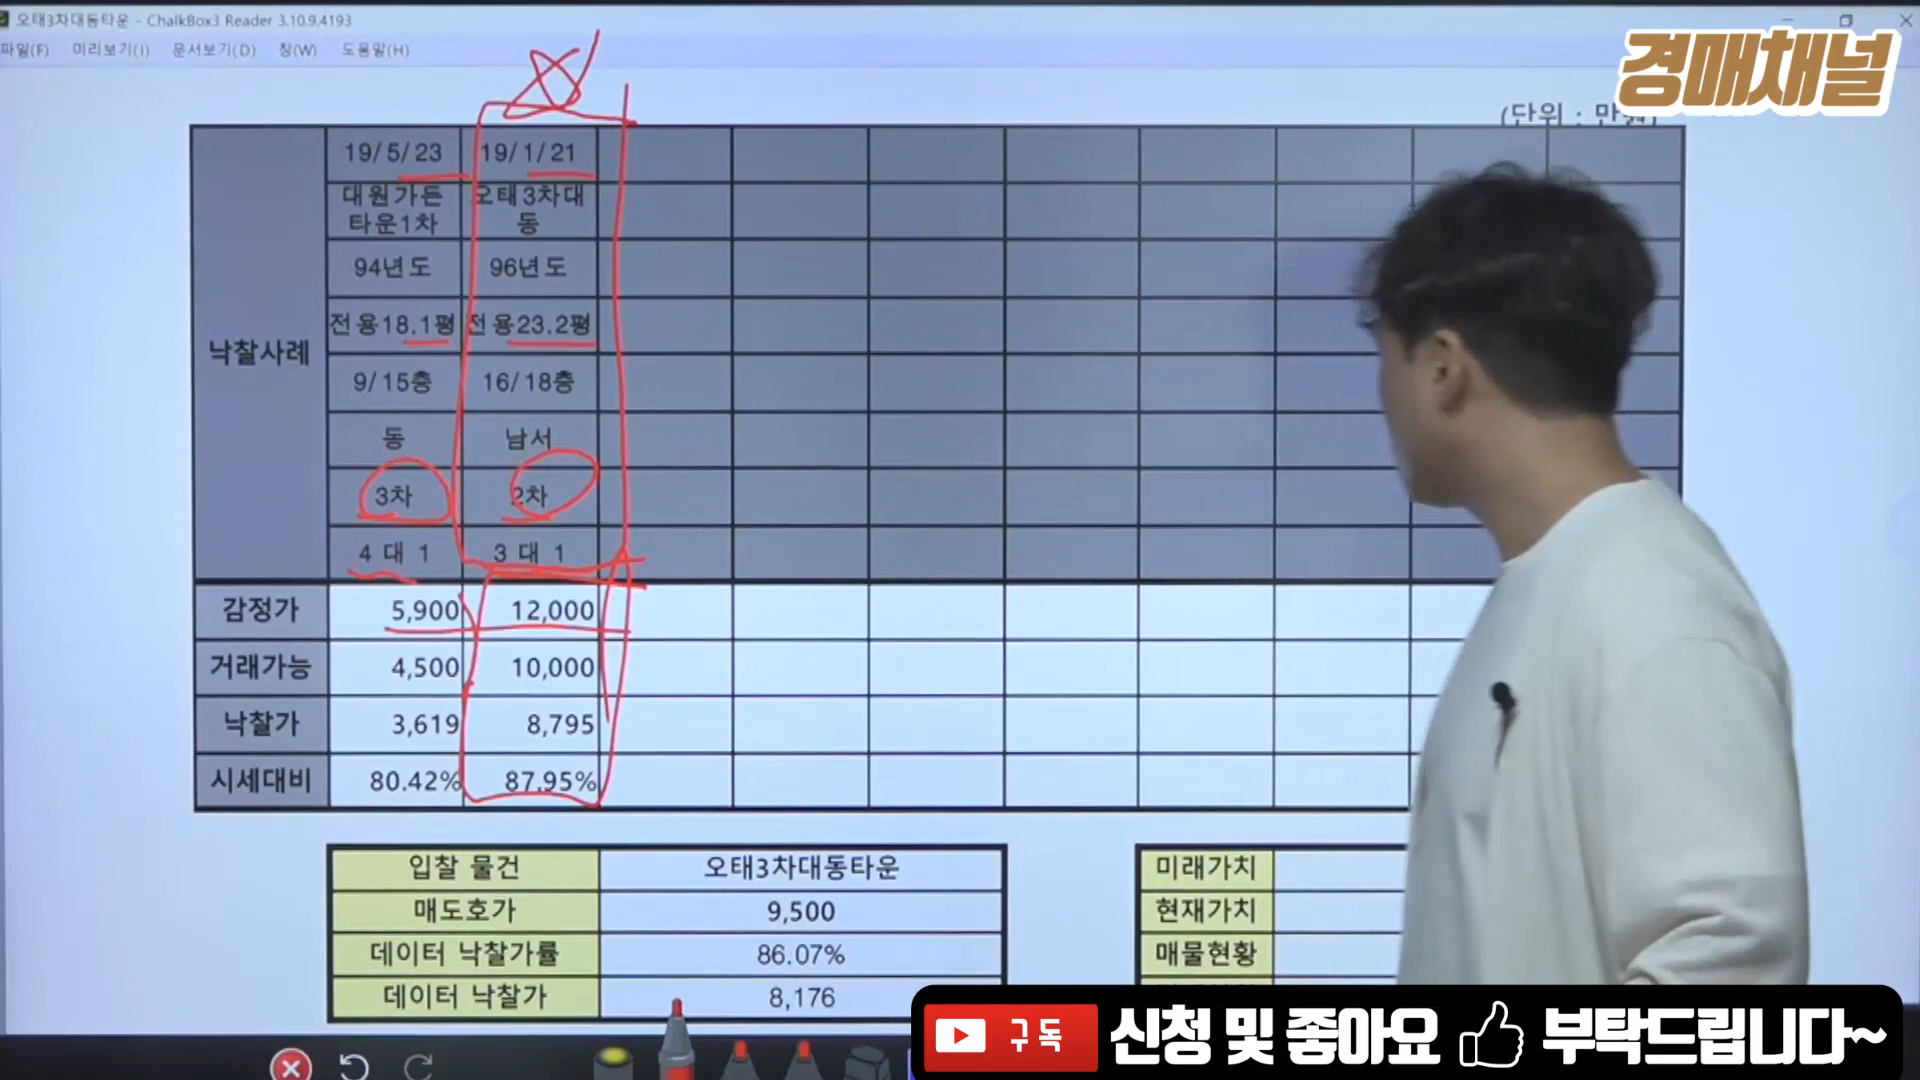 오태3차대동타운 - ChalkBox3 Reader 3.10.9.4193
파일(F) 미리보기(I) 문서보기(D) 창(W) 도움말(H)
경매채널
(단위 : 만원)
낙찰사례
19/5/23 19/1/21
대원가든타운1차 오태3차대동
94년도 96년도
전용18.1평 전용23.2평
9/15층 16/18층
동 남서
3차 2차
4 대 1 3 대 1
감정가 5,900 12,000
거래가능 4,500 10,000
낙찰가 3,619 8,795
시세대비 80.42% 87.95%
입찰 물건 오태3차대동타운
매도호가 9,500
데이터 낙찰가률 86.07%
데이터 낙찰가 8,176
미래가치
현재가치
매물현황
구독 신청 및 좋아요 부탁드립니다~